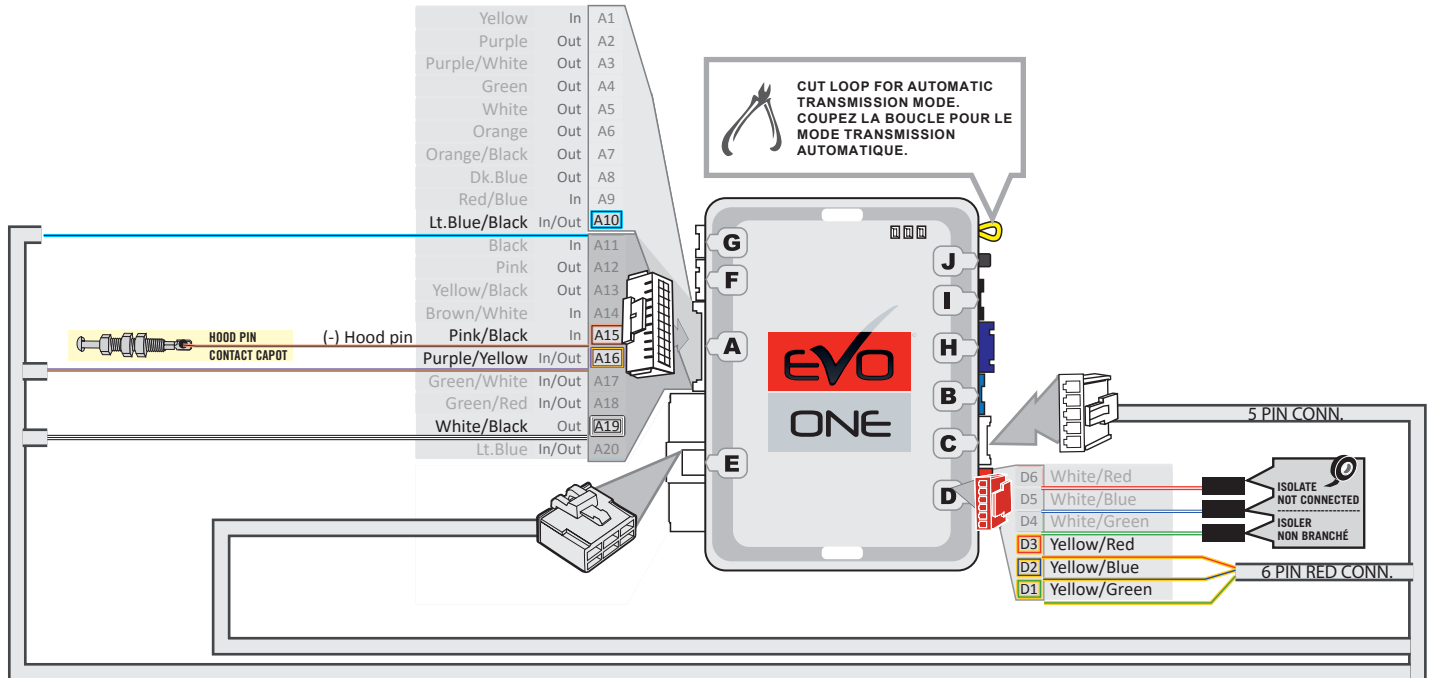 Yellow In A1
Purple Out A2
Purple/White Out A3
Green Out A4
White Out A5
Orange Out A6
Orange/Black Out A7
Dk.Blue Out A8
Red/Blue In A9
Lt.Blue/Black In/Out A10
Black In A11
Pink Out A12
Yellow/Black Out A13
Brown/White In A14
(-) Hood pin Pink/Black In A15
Purple/Yellow In/Out A16
Green/White In/Out A17
Green/Red In/Out A18
White/Black Out A19
Lt.Blue In/Out A20
HOOD PIN
CONTACT CAPOT
CUT LOOP FOR AUTOMATIC
TRANSMISSION MODE.
COUPEZ LA BOUCLE POUR LE
MODE TRANSMISSION
AUTOMATIQUE.
G
F
A
E
J
I
H
B
C
D
EVO
ONE
5 PIN CONN.
D6 White/Red
D5 White/Blue
D4 White/Green
D3 Yellow/Red
D2 Yellow/Blue
D1 Yellow/Green
ISOLATE
NOT CONNECTED
ISOLER
NON BRANCHÉ
6 PIN RED CONN.